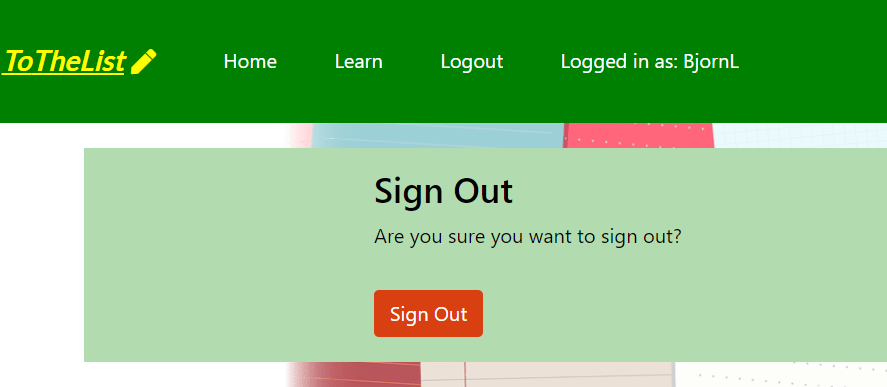 ToTheList Home Learn Logout Logged in as: BjornL
Sign Out
Are you sure you want to sign out?
Sign Out